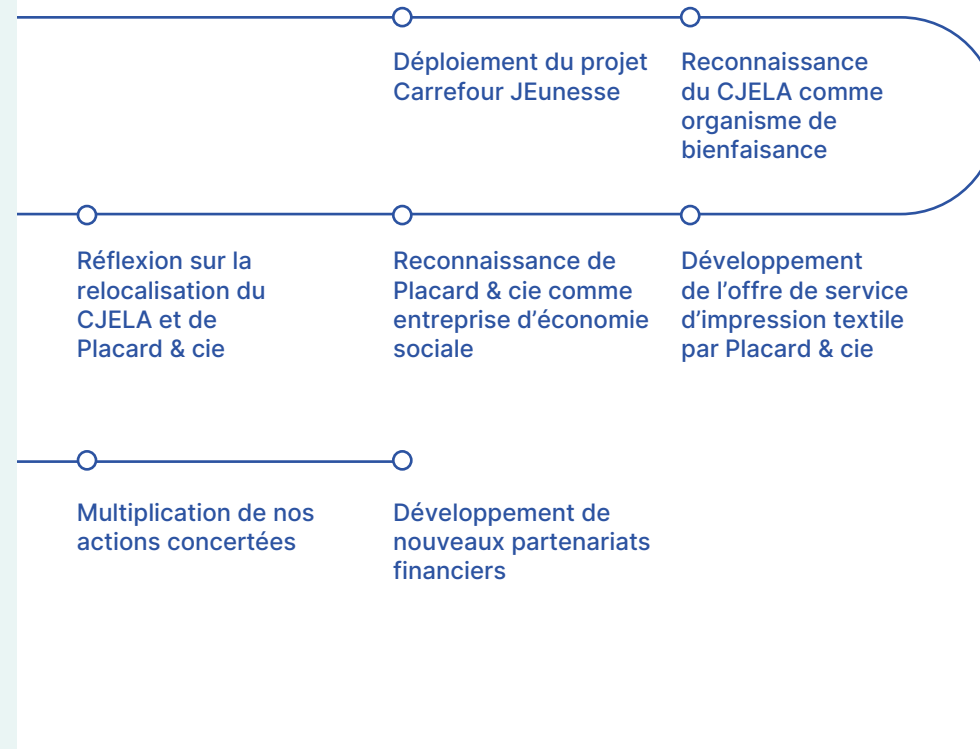 Déploiement du projet
Carrefour JEunesse
Reconnaissance
du CJELA comme
organisme de
bienfaisance
Réflexion sur la
relocalisation du
CJELA et de
Placard & cie
Reconnaissance de
Placard & cie comme
entreprise d’économie
sociale
Développement
de l’offre de service
d’impression textile
par Placard & cie
Multiplication de nos
actions concertées
Développement de
nouveaux partenariats
financiers